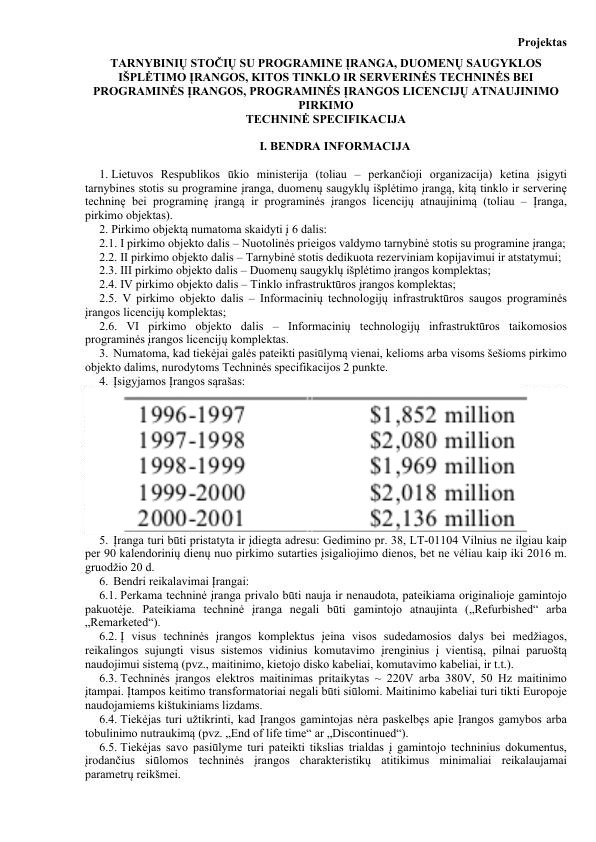 Projektas
TARNYBINIŲ STOČIŲ SU PROGRAMINE ĮRANGA, DUOMENŲ SAUGYKLOS
IŠPLĖTIMO ĮRANGOS, KITOS TINKLO IR SERVERINĖS TECHNINĖS BEI
PROGRAMINĖS ĮRANGOS, PROGRAMINĖS ĮRANGOS LICENCIJŲ ATNAUJINIMO
PIRKIMO
TECHNINĖ SPECIFIKACIJA
I. BENDRA INFORMACIJA
1. Lietuvos Respublikos ūkio ministerija (toliau – perkančioji organizacija) ketina įsigyti
tarnybines stotis su programine įranga, duomenų saugyklų išplėtimo įrangą, kitą tinklo ir serverinę
techninę bei programinę įrangą ir programinės įrangos licencijų atnaujinimą (toliau – Įranga,
pirkimo objektas).
2. Pirkimo objektą numatoma skaidyti į 6 dalis:
2.1. I pirkimo objekto dalis – Nuotolinės prieigos valdymo tarnybinė stotis su programine įranga;
2.2. II pirkimo objekto dalis – Tarnybinė stotis dedikuota rezerviniam kopijavimui ir atstatymui;
2.3. III pirkimo objekto dalis – Duomenų saugyklų išplėtimo įrangos komplektas;
2.4. IV pirkimo objekto dalis – Tinklo infrastruktūros įrangos komplektas;
2.5. V pirkimo objekto dalis – Informacinių technologijų infrastruktūros saugos programinės
įrangos licencijų komplektas;
2.6. VI pirkimo objekto dalis – Informacinių technologijų infrastruktūros taikomosios
programinės įrangos licencijų komplektas.
3. Numatoma, kad tiekėjai galės pateikti pasiūlymą vienai, kelioms arba visoms šešioms pirkimo
objekto dalims, nurodytoms Techninės specifikacijos 2 punkte.
4. Įsigyjamos Įrangos sąrašas:
1996-1997 $1,852 million
1997-1998 $2,080 million
1998-1999 $1,969 million
1999-2000 $2,018 million
2000-2001 $2,136 million
5. Įranga turi būti pristatyta ir įdiegta adresu: Gedimino pr. 38, LT-01104 Vilnius ne ilgiau kaip
per 90 kalendorinių dienų nuo pirkimo sutarties įsigaliojimo dienos, bet ne vėliau kaip iki 2016 m.
gruodžio 20 d.
6. Bendri reikalavimai Įrangai:
6.1. Perkama techninė įranga privalo būti nauja ir nenaudota, pateikiama originalioje gamintojo
pakuotėje. Pateikiama techninė įranga negali būti gamintojo atnaujinta („Refurbished“ arba
„Remarketed“).
6.2. Į visus techninės įrangos komplektus įeina visos sudedamosios dalys bei medžiagos,
reikalingos sujungti visus sistemos vidinius komutavimo įrenginius į vientisą, pilnai paruoštą
naudojimui sistemą (pvz., maitinimo, kietojo disko kabeliai, komutavimo kabeliai, ir t.t.).
6.3. Techninės įrangos elektros maitinimas pritaikytas ~ 220V arba 380V, 50 Hz maitinimo
įtampai. Įtampos keitimo transformatoriai negali būti siūlomi. Maitinimo kabeliai turi tikti Europoje
naudojamiems kištukiniams lizdams.
6.4. Tiekėjas turi užtikrinti, kad Įrangos gamintojas nėra paskelbęs apie Įrangos gamybos arba
tobulinimo nutraukimą (pvz. „End of life time“ ar „Discontinued“).
6.5. Tiekėjas savo pasiūlyme turi pateikti tikslias trialdas į gamintojo techninius dokumentus,
įrodančius siūlomos techninės įrangos charakteristikų atitikimus minimaliai reikalaujamai
parametrų reikšmei.